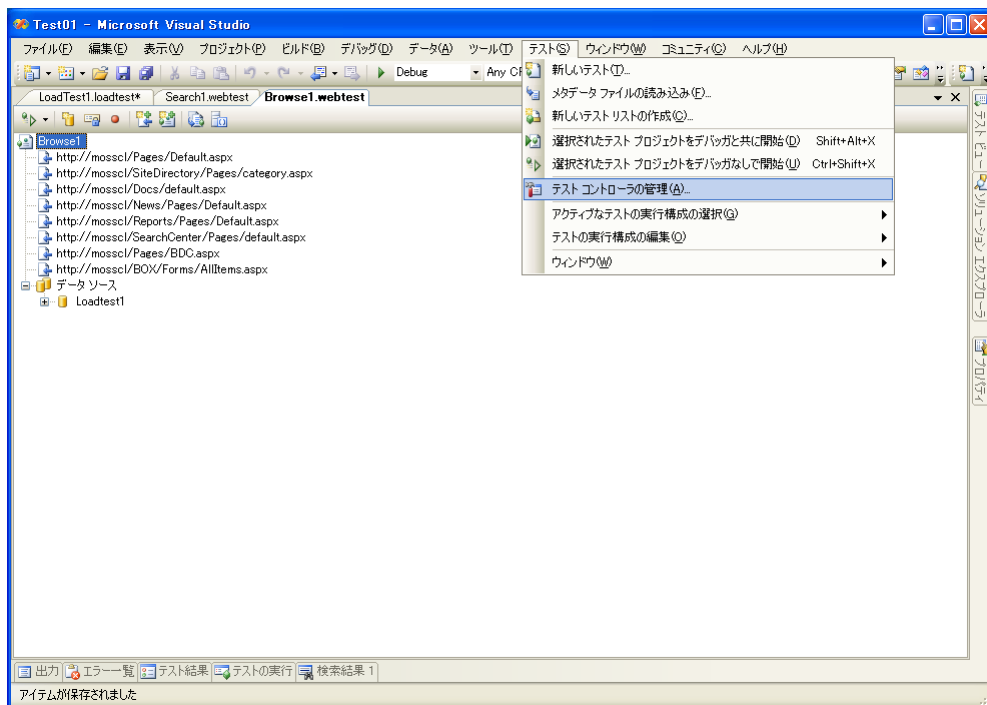 Test01 - Microsoft Visual Studio
ファイル(F) 編集(E) 表示(V) プロジェクト(P) ビルド(B) デバッグ(D) データ(A) ツール(T) テスト(S) ウィンドウ(W) コミュニティ(C) ヘルプ(H)
Debug Any CP
LoadTest1.loadtest* Search1.webtest Browse1.webtest
Browse1
http://mosscl/Pages/Default.aspx
http://mosscl/SiteDirectory/Pages/category.aspx
http://mosscl/Docs/default.aspx
http://mosscl/News/Pages/Default.aspx
http://mosscl/Reports/Pages/Default.aspx
http://mosscl/SearchCenter/Pages/default.aspx
http://mosscl/Pages/BDC.aspx
http://mosscl/BOX/Forms/AllItems.aspx
データ ソース
Loadtest1
新しいテスト(T)...
メタデータ ファイルの読み込み(F)...
新しいテスト リストの作成(C)...
選択されたテスト プロジェクトをデバッガと共に開始(D) Shift+Alt+X
選択されたテスト プロジェクトをデバッガなしで開始(U) Ctrl+Shift+X
テスト コントローラの管理(A)...
アクティブなテストの実行構成の選択(G)
テストの実行構成の編集(O)
ウィンドウ(W)
テスト ビュー
ソリューション エクスプローラ
プロパティ
出力 エラー一覧 テスト結果 テストの実行 検索結果 1
アイテムが保存されました